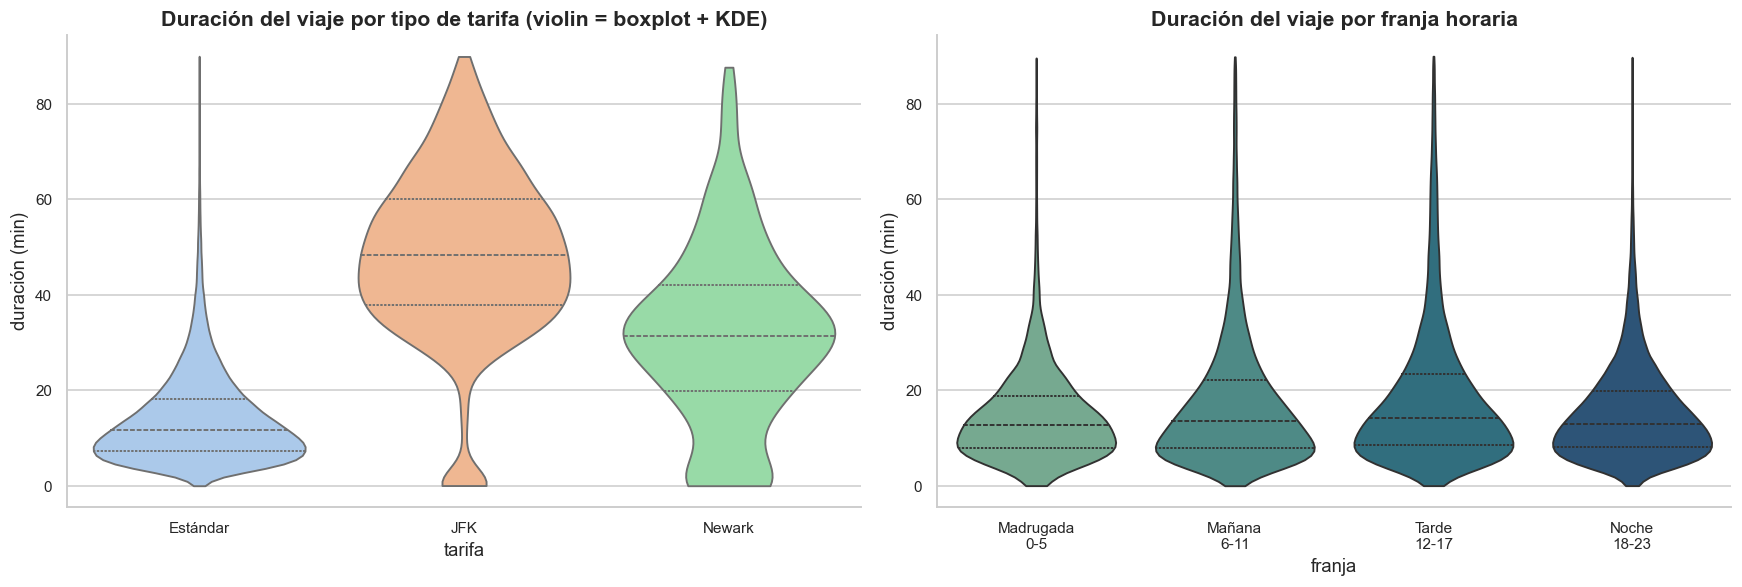 Duración del viaje por tipo de tarifa (violin = boxplot + KDE)
duración (min)
80
60
40
20
0
Estándar
JFK
Newark
tarifa
Duración del viaje por franja horaria
duración (min)
80
60
40
20
0
Madrugada
0-5
Mañana
6-11
Tarde
12-17
Noche
18-23
franja